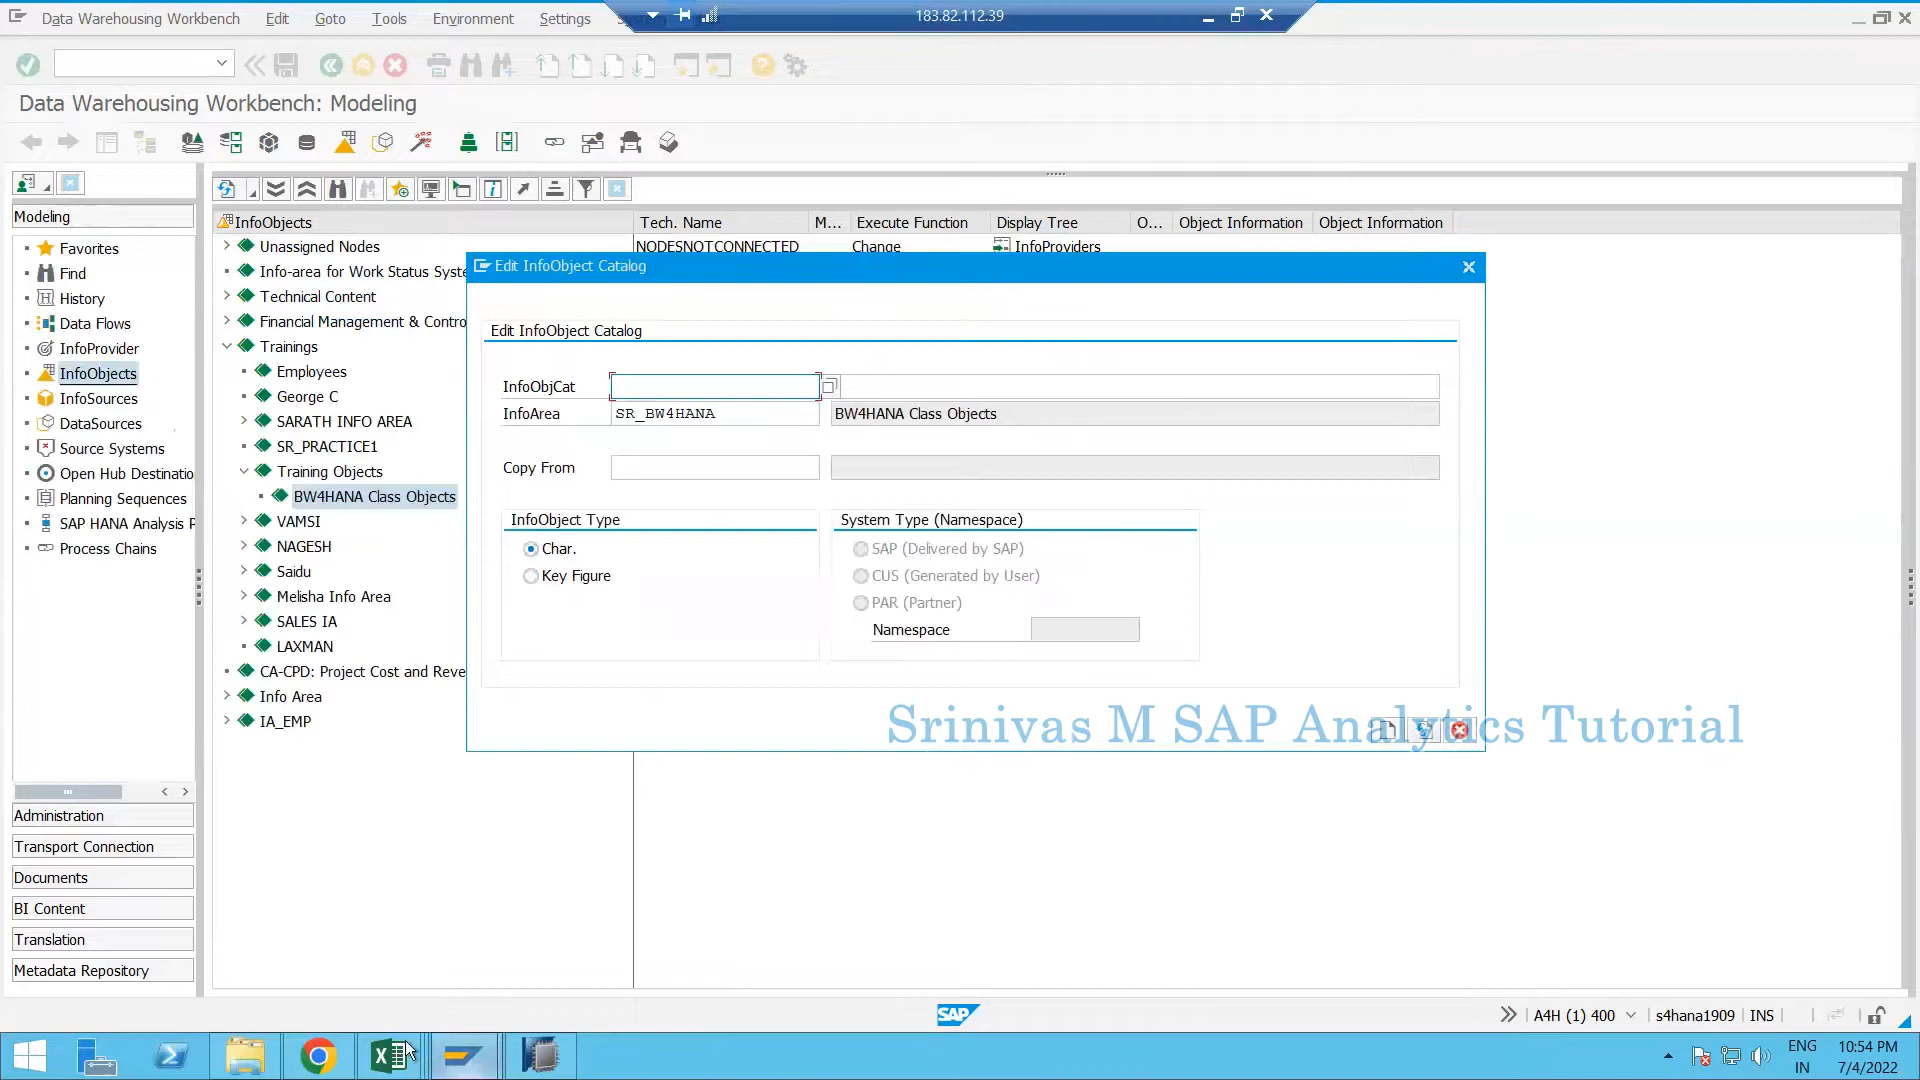 Data Warehousing Workbench Edit Goto Tools Environment Settings
183.82.112.39
Data Warehousing Workbench: Modeling
Modeling
Favorites
Find
History
Data Flows
InfoProvider
InfoObjects
InfoSources
DataSources
Source Systems
Open Hub Destinatio
Planning Sequences
SAP HANA Analysis P
Process Chains
Administration
Transport Connection
Documents
BI Content
Translation
Metadata Repository
InfoObjects Tech. Name M... Execute Function Display Tree O... Object Information Object Information
Unassigned Nodes NODESNOTCONNECTED Change InfoProviders
Info-area for Work Status Syste
Technical Content
Financial Management & Contro
Trainings
Employees
George C
SARATH INFO AREA
SR_PRACTICE1
Training Objects
BW4HANA Class Objects
VAMSI
NAGESH
Saidu
Melisha Info Area
SALES IA
LAXMAN
CA-CPD: Project Cost and Reve
Info Area
IA_EMP
Edit InfoObject Catalog
Edit InfoObject Catalog
InfoObjCat
InfoArea SR_BW4HANA BW4HANA Class Objects
Copy From
InfoObject Type
Char.
Key Figure
System Type (Namespace)
SAP (Delivered by SAP)
CUS (Generated by User)
PAR (Partner)
Namespace
Srinivas M SAP Analytics Tutorial
SAP
A4H (1) 400 s4hana1909 INS
ENG
IN
10:54 PM
7/4/2022